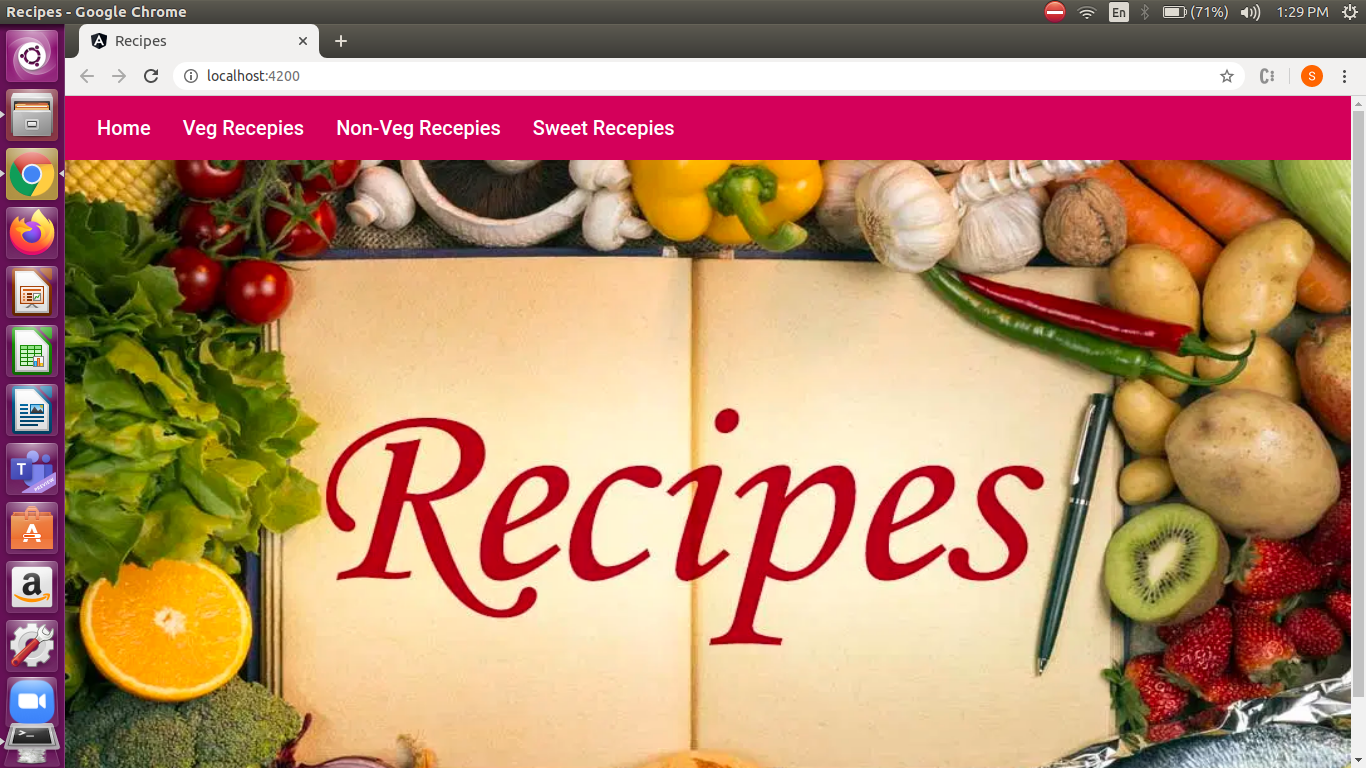 Recipes - Google Chrome
En
(71%)
1:29 PM
Recipes
localhost:4200
S
Home
Veg Recepies
Non-Veg Recepies
Sweet Recepies
Recipes
T
PREVIEW
A
a
>_